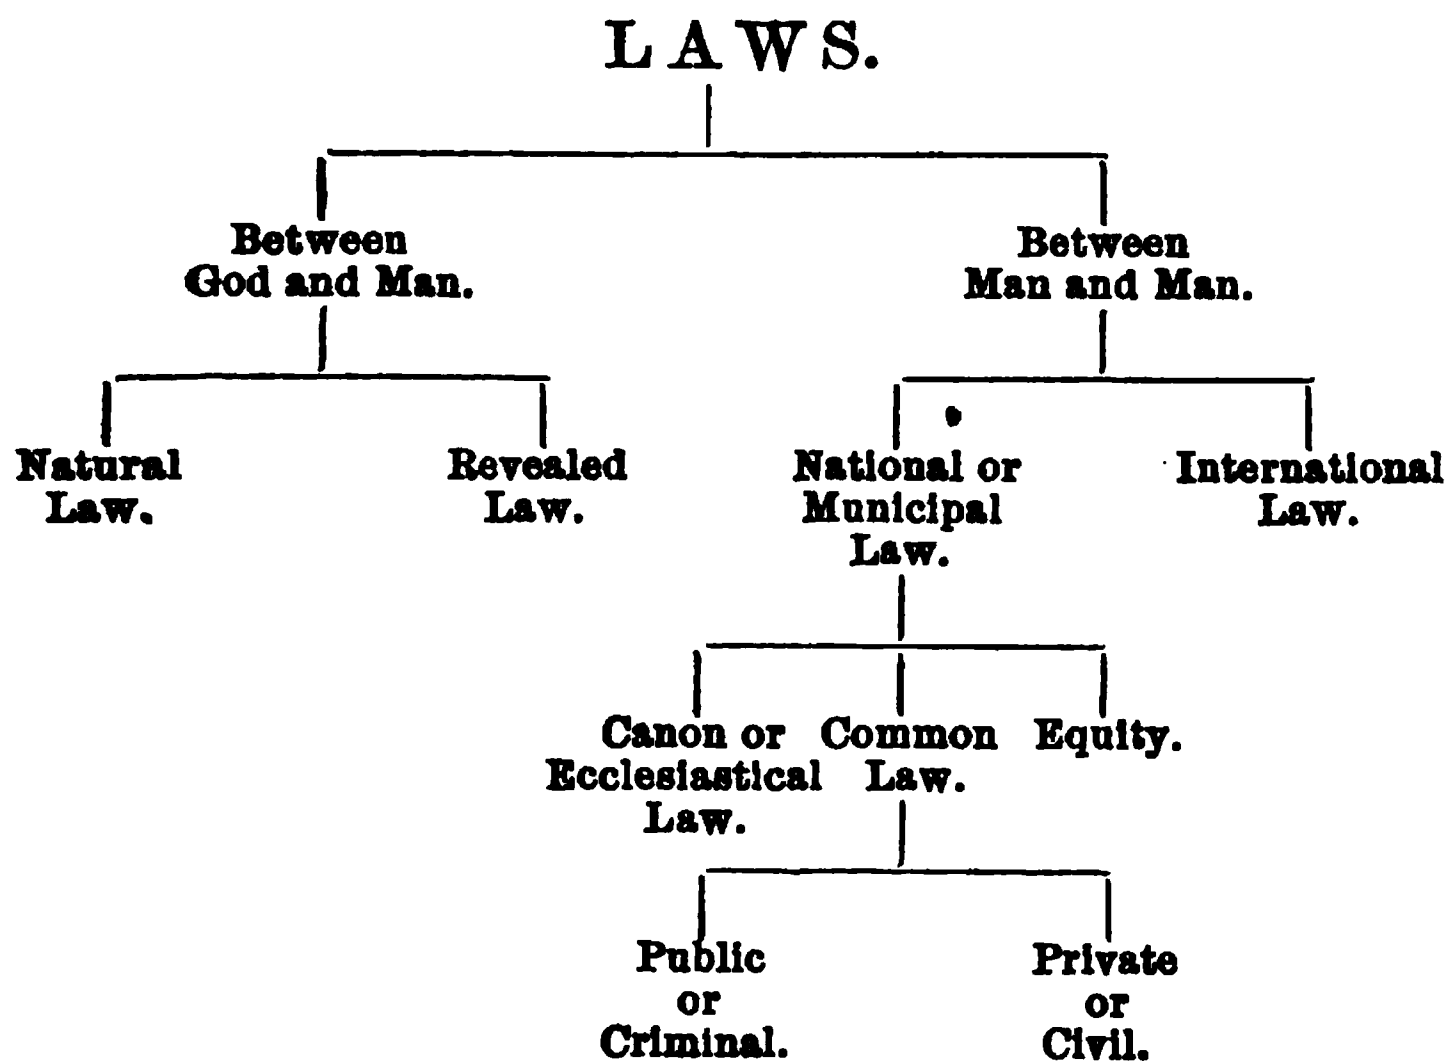 LAWS.
Between
God and Man.
Between
Man and Man.
Natural
Law.
Revealed
Law.
National or
Municipal
Law.
International
Law.
Canon or
Ecclesiastical
Law.
Common
Law.
Equity.
Public
or
Criminal.
Private
or
Civil.